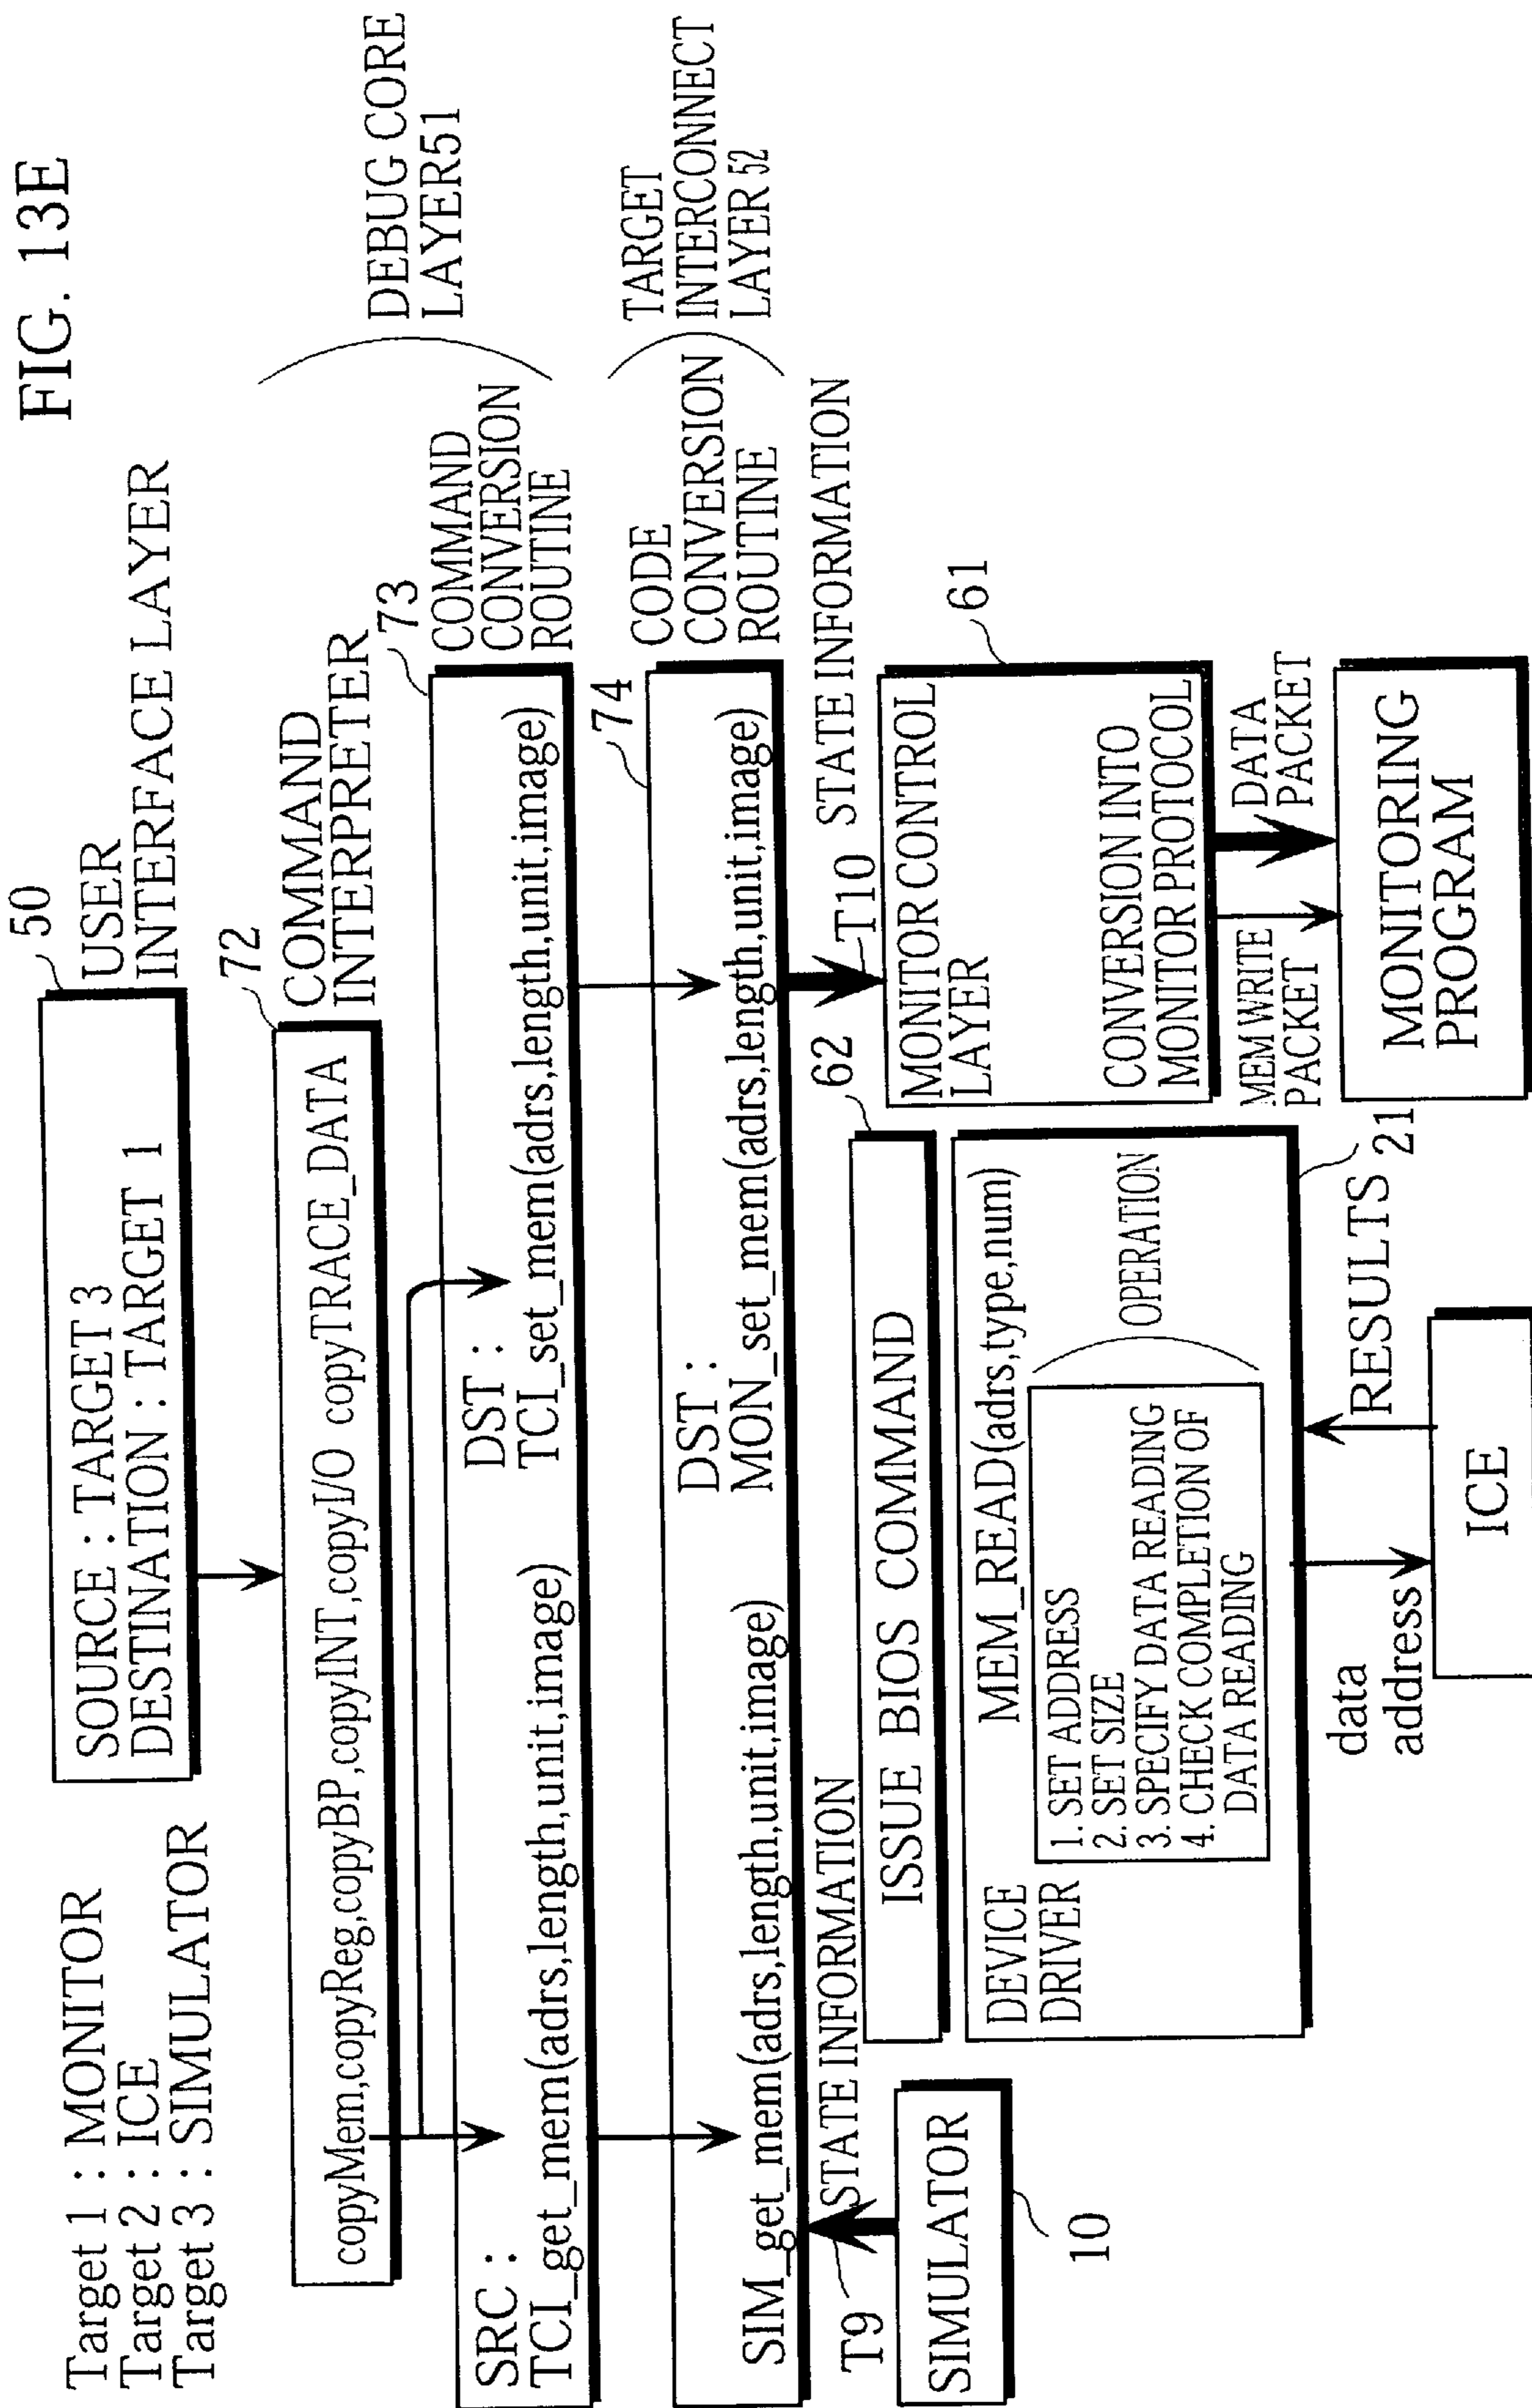 FIG. 13E
Target 1 : MONITOR
Target 2 : ICE
Target 3 : SIMULATOR
50
SOURCE : TARGET 3
DESTINATION : TARGET 1
USER
INTERFACE LAYER
72
copyMem,copyReg,copyBP,copyINT,copyI/O copyTRACE_DATA
COMMAND
INTERPRETER
73
SRC :
TCI_get_mem(adrs,length,unit,image)
DST :
TCI_set_mem(adrs,length,unit,image)
COMMAND
CONVERSION
ROUTINE
DEBUG CORE
LAYER51
74
SIM_get_mem(adrs,length,unit,image)
DST :
MON_set_mem(adrs,length,unit,image)
CODE
CONVERSION
ROUTINE
TARGET
INTERCONNECT
LAYER 52
T9
STATE INFORMATION
SIMULATOR
10
62
ISSUE BIOS COMMAND
DEVICE
DRIVER
MEM_READ(adrs,type,num)
1. SET ADDRESS
2. SET SIZE
3. SPECIFY DATA READING
4. CHECK COMPLETION OF
DATA READING
OPERATION
21
data
address
RESULTS
ICE
T10
STATE INFORMATION
61
MONITOR CONTROL
LAYER
CONVERSION INTO
MONITOR PROTOCOL
MEM WRITE
PACKET
DATA
PACKET
MONITORING
PROGRAM